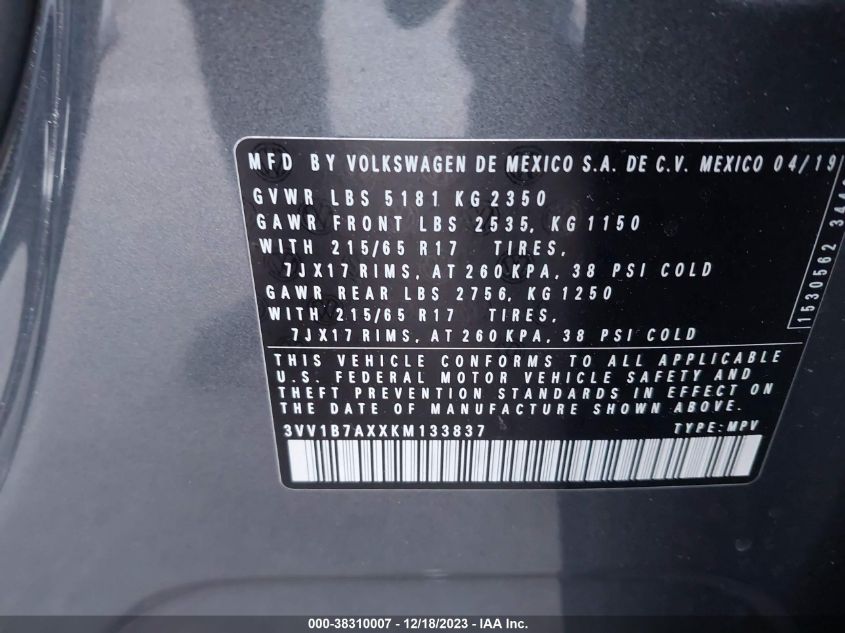 MFD BY VOLKSWAGEN DE MEXICO S.A. DE C.V. MEXICO 04/19
GVWR LBS 5181 KG 2350
GAWR FRONT LBS 2535, KG 1150
WITH 215/65 R17 TIRES,
7JX17 RIMS, AT 260 KPA, 38 PSI COLD
GAWR REAR LBS 2756, KG 1250
WITH 215/65 R17 TIRES,
7JX17 RIMS, AT 260 KPA, 38 PSI COLD
THIS VEHICLE CONFORMS TO ALL APPLICABLE
U.S. FEDERAL MOTOR VEHICLE SAFETY AND
THEFT PREVENTION STANDARDS IN EFFECT ON
THE DATE OF MANUFACTURE SHOWN ABOVE.
3VV1B7AXXKM133837 TYPE: MPV
1530562
000-38310007 - 12/18/2023 - IAA Inc.